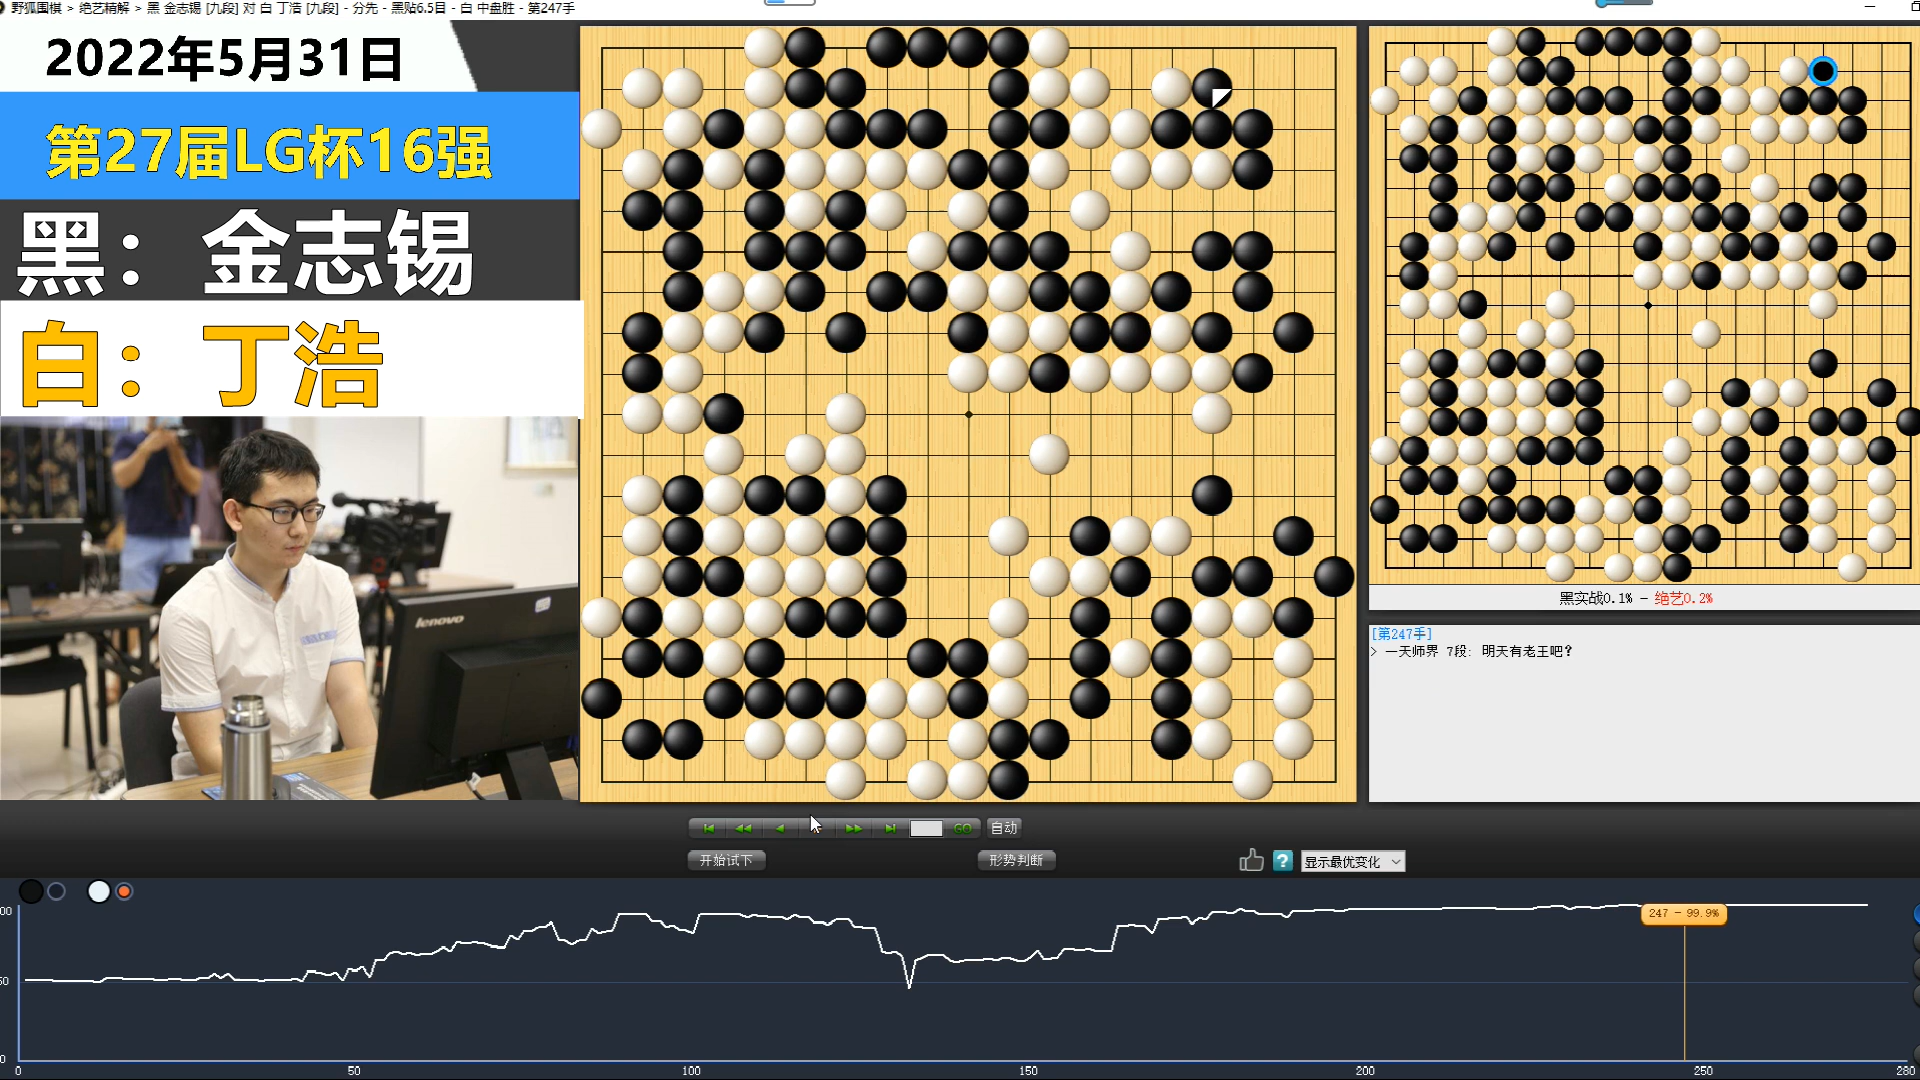 野狐围棋 > 绝艺精解 > 黑 金志锡 [九段] 对 白 丁浩 [九段] - 分先 - 黑贴6.5目 - 白 中盘胜 - 第247手
2022年5月31日
第27届LG杯16强
黑：金志锡
白：丁浩
lenovo
黑实战0.1% - 绝艺0.2%
[第247手]
> 一天师界 7段: 明天有老王吧?
GO
自动
开始试下
形势判断
?
显示最优变化
00
247 - 99.9%
50
0
0 50 100 150 200 250 280